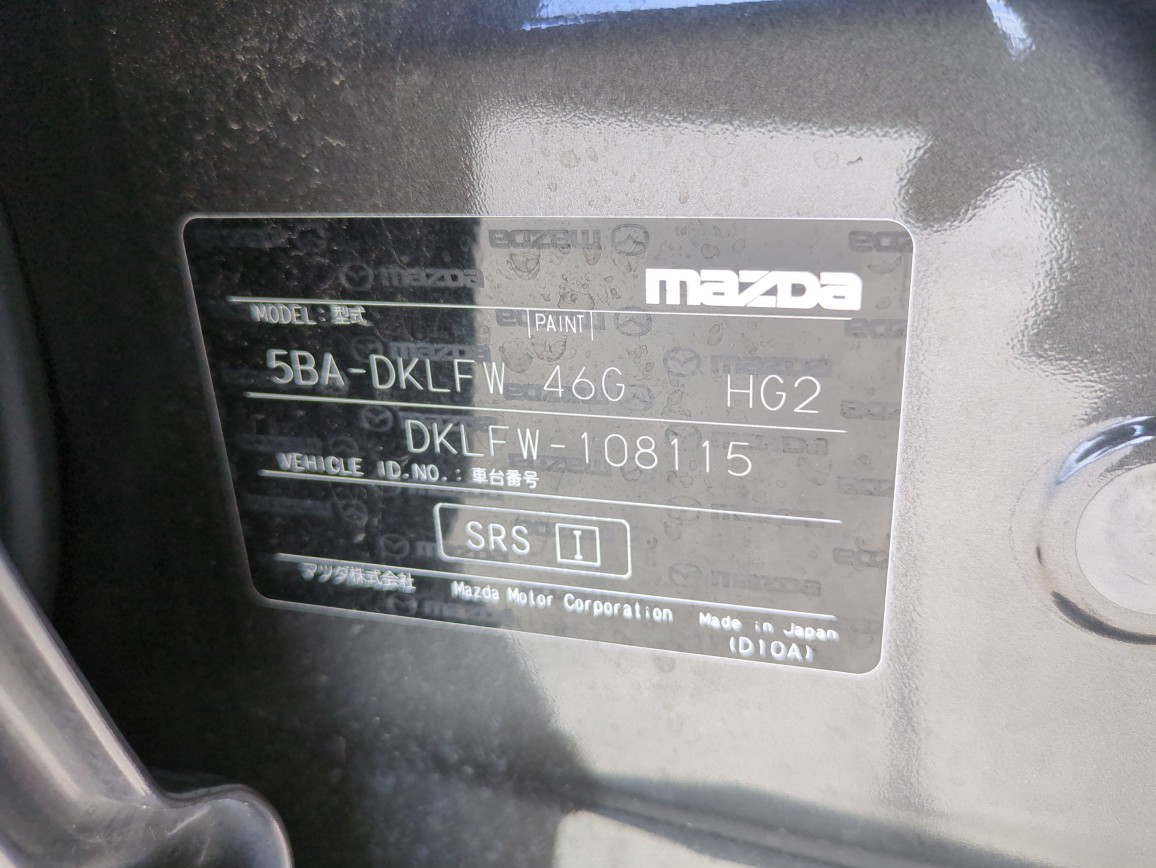 mazda
MODEL:型式 PAINT
5BA-DKLFW 46G HG2
DKLFW-108115
VEHICLE ID.NO.:車台番号
SRS I
マツダ株式会社 Mazda Motor Corporation Made in Japan
(D10A)